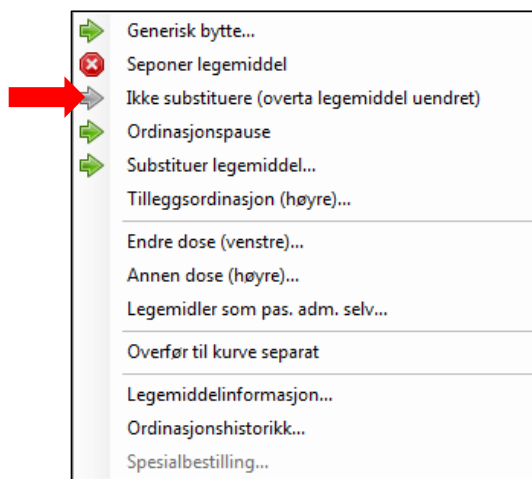 Generisk bytte...
Seponer legemiddel
Ikke substituere (overta legemiddel uendret)
Ordinasjonspause
Substituer legemiddel...
Tilleggsordinasjon (høyre)...
Endre dose (venstre)...
Annen dose (høyre)...
Legemidler som pas. adm. selv...
Overfør til kurve separat
Legemiddelinformasjon...
Ordinasjonshistorikk...
Spesialbestilling...